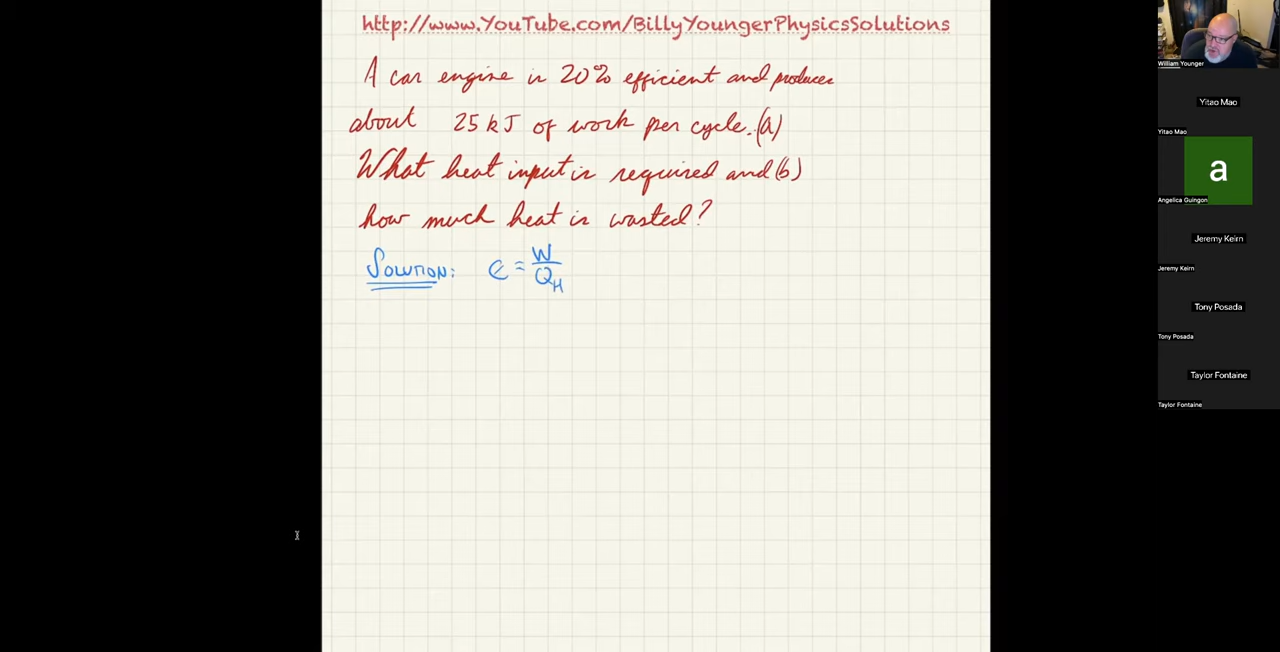 http://www.YouTube.com/BillyYoungerPhysicsSolutions
A car engine is 20% efficient and produces
about 25 kJ of work per cycle. (a)
What heat input is required and (b)
how much heat is wasted?
SOLUTION: ϵ = W/Q_H
William Younger
Yitao Mao
Yitao Mao
a
Angelica Guingon
Jeremy Keirn
Jeremy Keirn
Tony Posada
Tony Posada
Taylor Fontaine
Taylor Fontaine